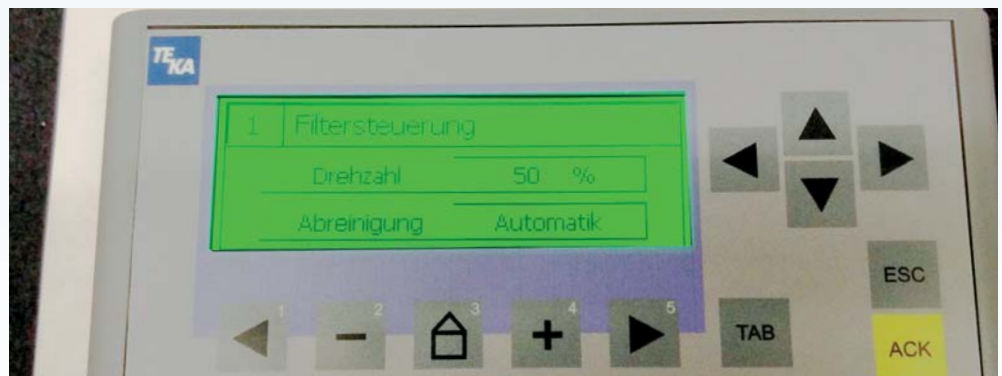 TEKA
1 Filtersteuerung
Drehzahl 50 %
Abreinigung Automatik
ESC
1 2 3 4 5
- + TAB
ACK